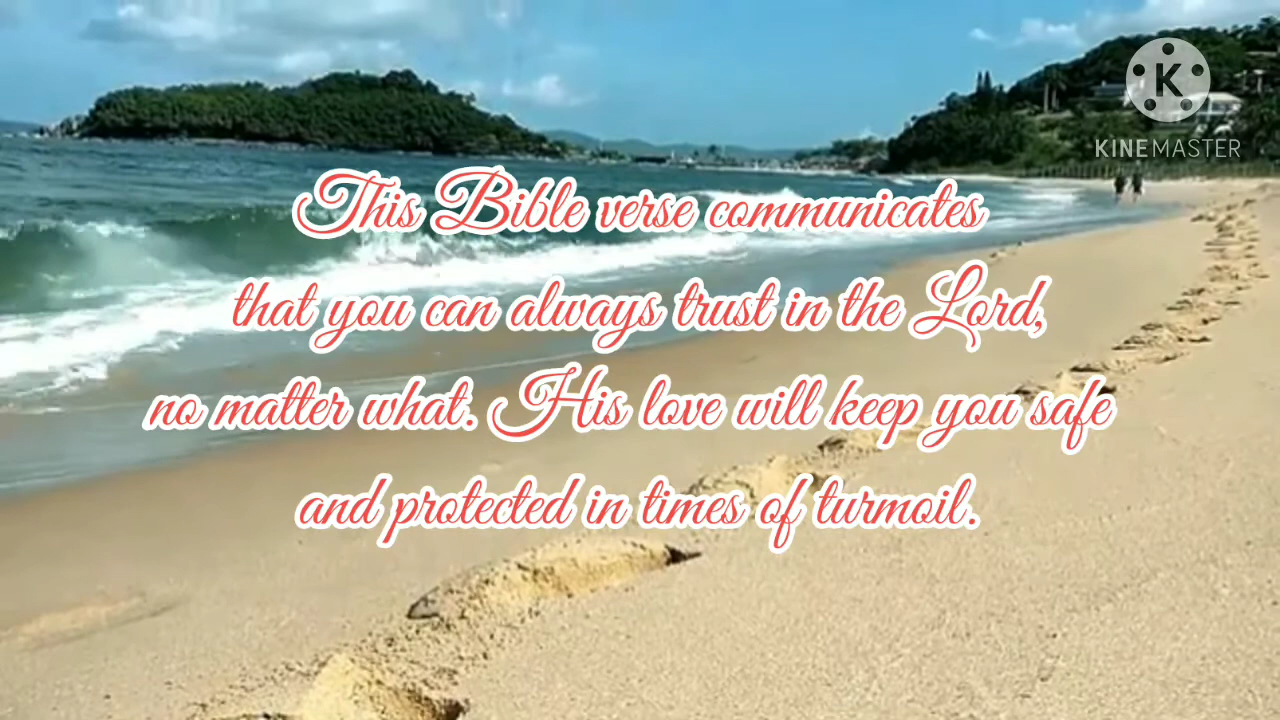 K
KINEMASTER
This Bible verse communicates
that you can always trust in the Lord,
no matter what. His love will keep you safe
and protected in times of turmoil.